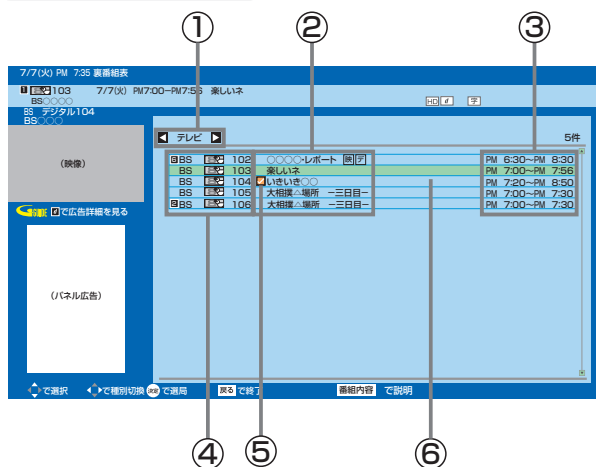 ① ② ③
7/7(火) PM 7:35 裏番組表
1 103 7/7(火) PM7:00-PM7:56 楽しいネ
BS○○○○
HD d 字
BS デジタル104
BS○○○
テレビ
5件
(映像)
BS 102 ○○○○・レポート 映 デ PM 6:30〜PM 8:30
BS 103 楽しいネ PM 7:00〜PM 7:56
BS 104 いきいき○○ PM 7:20〜PM 8:50
BS 105 大相撲△場所 −三日目− PM 7:00〜PM 7:30
BS 106 大相撲△場所 −三日目− PM 7:00〜PM 7:30
GUIDE dで広告詳細を見る
(パネル広告)
で選択 で種別切換 決定 で選局 戻る で終了 番組内容 で説明
④ ⑤ ⑥